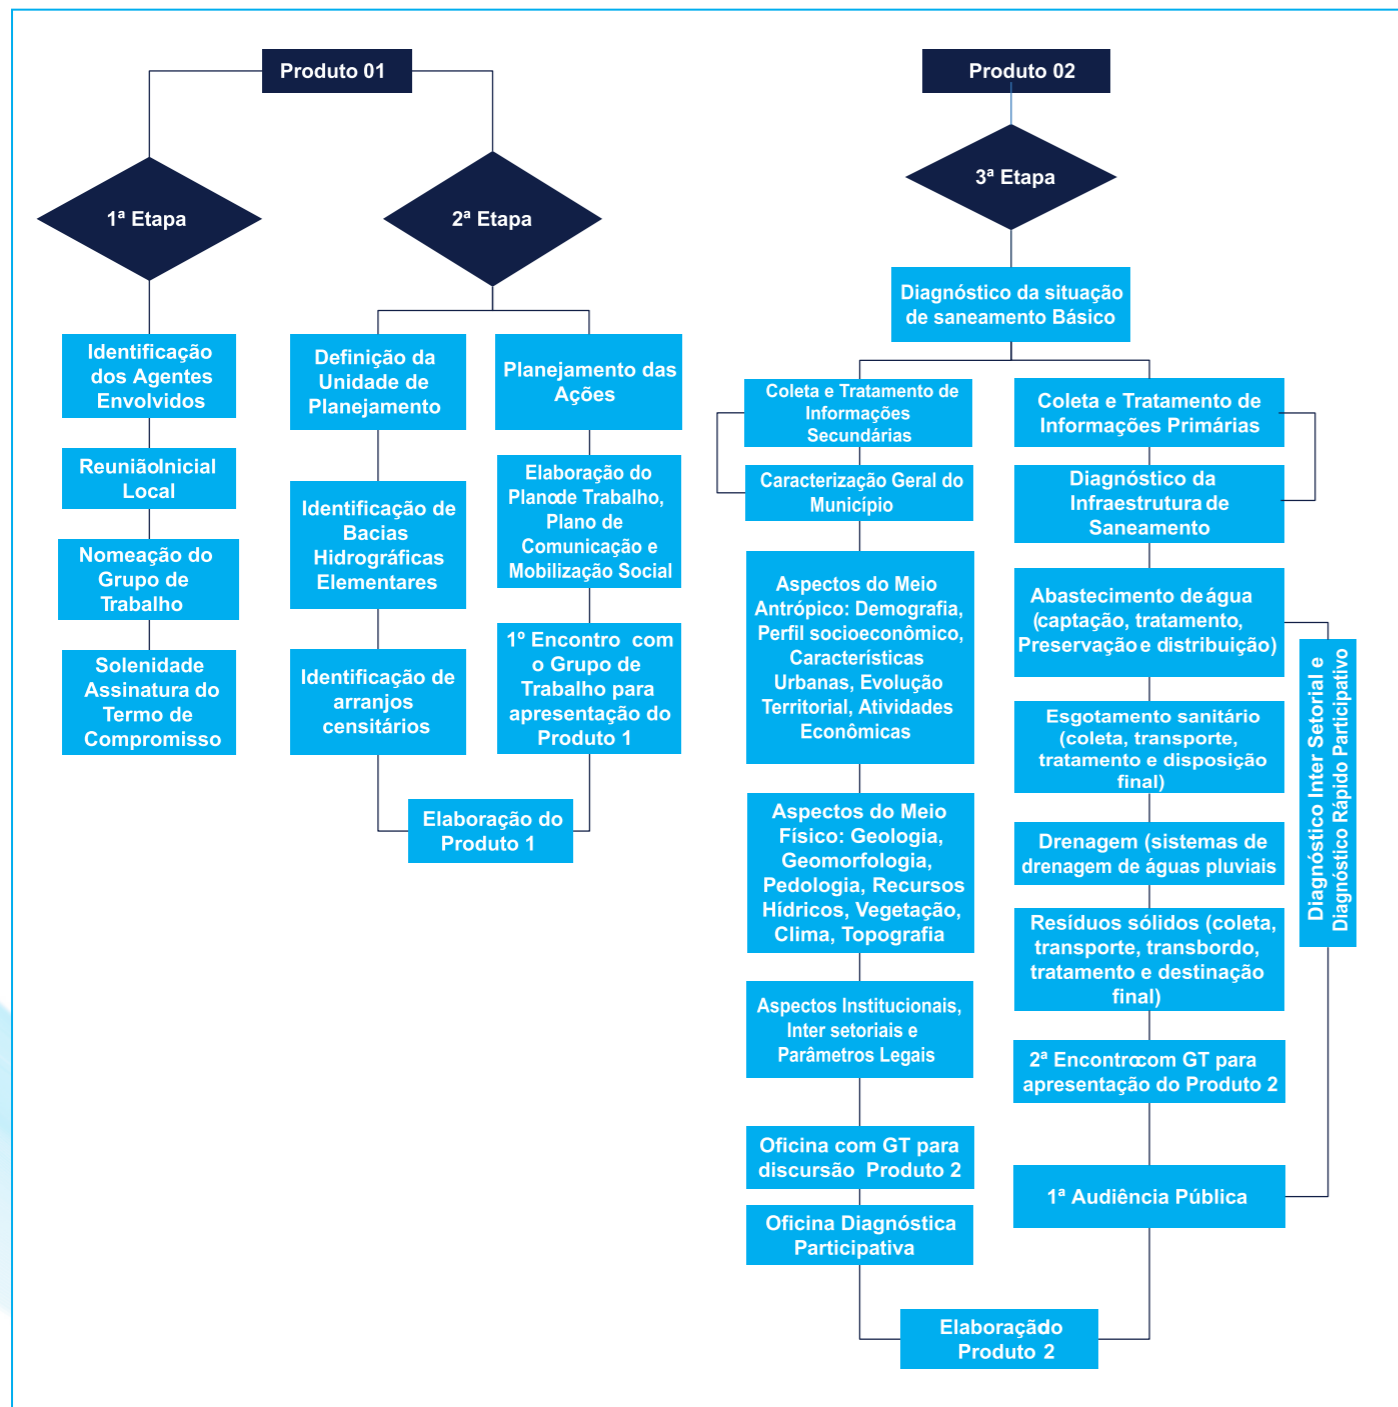 Produto 01
1ª Etapa
Identificação
dos Agentes
Envolvidos
ReuniãoInicial
Local
Nomeação do
Grupo de
Trabalho
Solenidade
Assinatura do
Termo de
Compromisso
2ª Etapa
Definição da
Unidade de
Planejamento
Identificação de
Bacias
Hidrográficas
Elementares
Identificação de
arranjos
censitários
Planejamento das
Ações
Elaboração do
Planode Trabalho,
Plano de
Comunicação e
Mobilização Social
1º Encontro com
o Grupo de
Trabalho para
apresentação do
Produto 1
Elaboração do
Produto 1
Produto 02
3ª Etapa
Diagnóstico da situação
de saneamento Básico
Coleta e Tratamento de
Informações
Secundárias
Caracterização Geral do
Município
Aspectos do Meio
Antrópico: Demografia,
Perfil socioeconômico,
Características
Urbanas, Evolução
Territorial, Atividades
Econômicas
Aspectos do Meio
Físico: Geologia,
Geomorfologia,
Pedologia, Recursos
Hídricos, Vegetação,
Clima, Topografia
Aspectos Institucionais,
Inter setoriais e
Parâmetros Legais
Oficina com GT para
discursão Produto 2
Oficina Diagnóstica
Participativa
Coleta e Tratamento de
Informações Primárias
Diagnóstico da
Infraestrutura de
Saneamento
Abastecimento de água
(captação, tratamento,
Preservação e distribuição)
Esgotamento sanitário
(coleta, transporte,
tratamento e disposição
final)
Drenagem (sistemas de
drenagem de águas pluviais
Resíduos sólidos (coleta,
transporte, transbordo,
tratamento e destinação
final)
2ª Encontrocom GT para
apresentação do Produto 2
1ª Audiência Pública
Diagnóstico Inter Setorial e
Diagnóstico Rápido Participativo
Elaboraçãdo
Produto 2